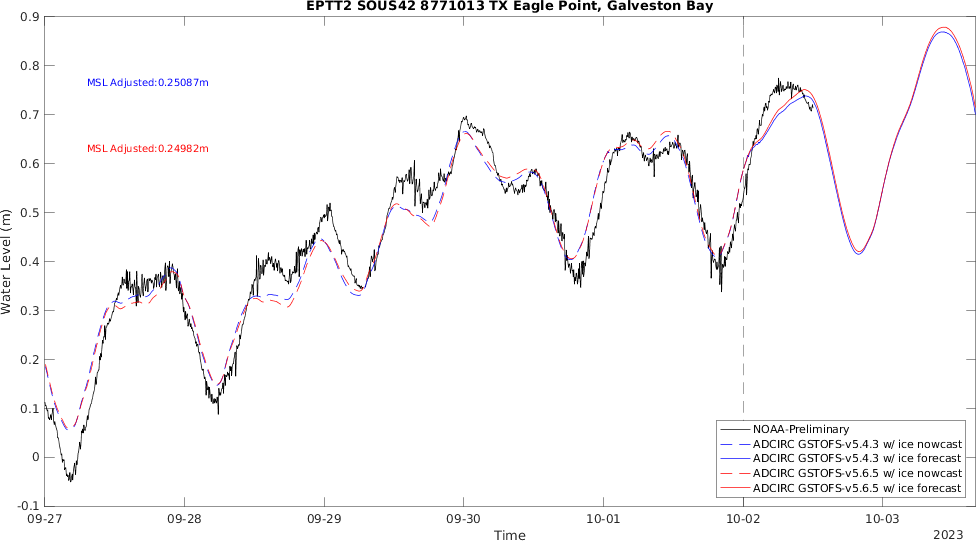 EPTT2 SOUS42 8771013 TX Eagle Point, Galveston Bay
0.9
0.8
0.7
0.6
0.5
0.4
0.3
0.2
0.1
0
-0.1
Water Level (m)
MSL Adjusted:0.25087m
MSL Adjusted:0.24982m
NOAA-Preliminary
ADCIRC GSTOFS-v5.4.3 w/ ice nowcast
ADCIRC GSTOFS-v5.4.3 w/ ice forecast
ADCIRC GSTOFS-v5.6.5 w/ ice nowcast
ADCIRC GSTOFS-v5.6.5 w/ ice forecast
09-27 09-28 09-29 09-30 10-01 10-02 10-03
Time
2023